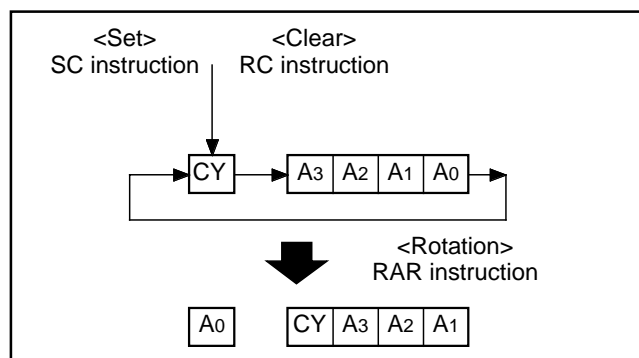 <Set> <Clear>
SC instruction RC instruction
CY A3 A2 A1 A0
<Rotation>
RAR instruction
A0 CY A3 A2 A1